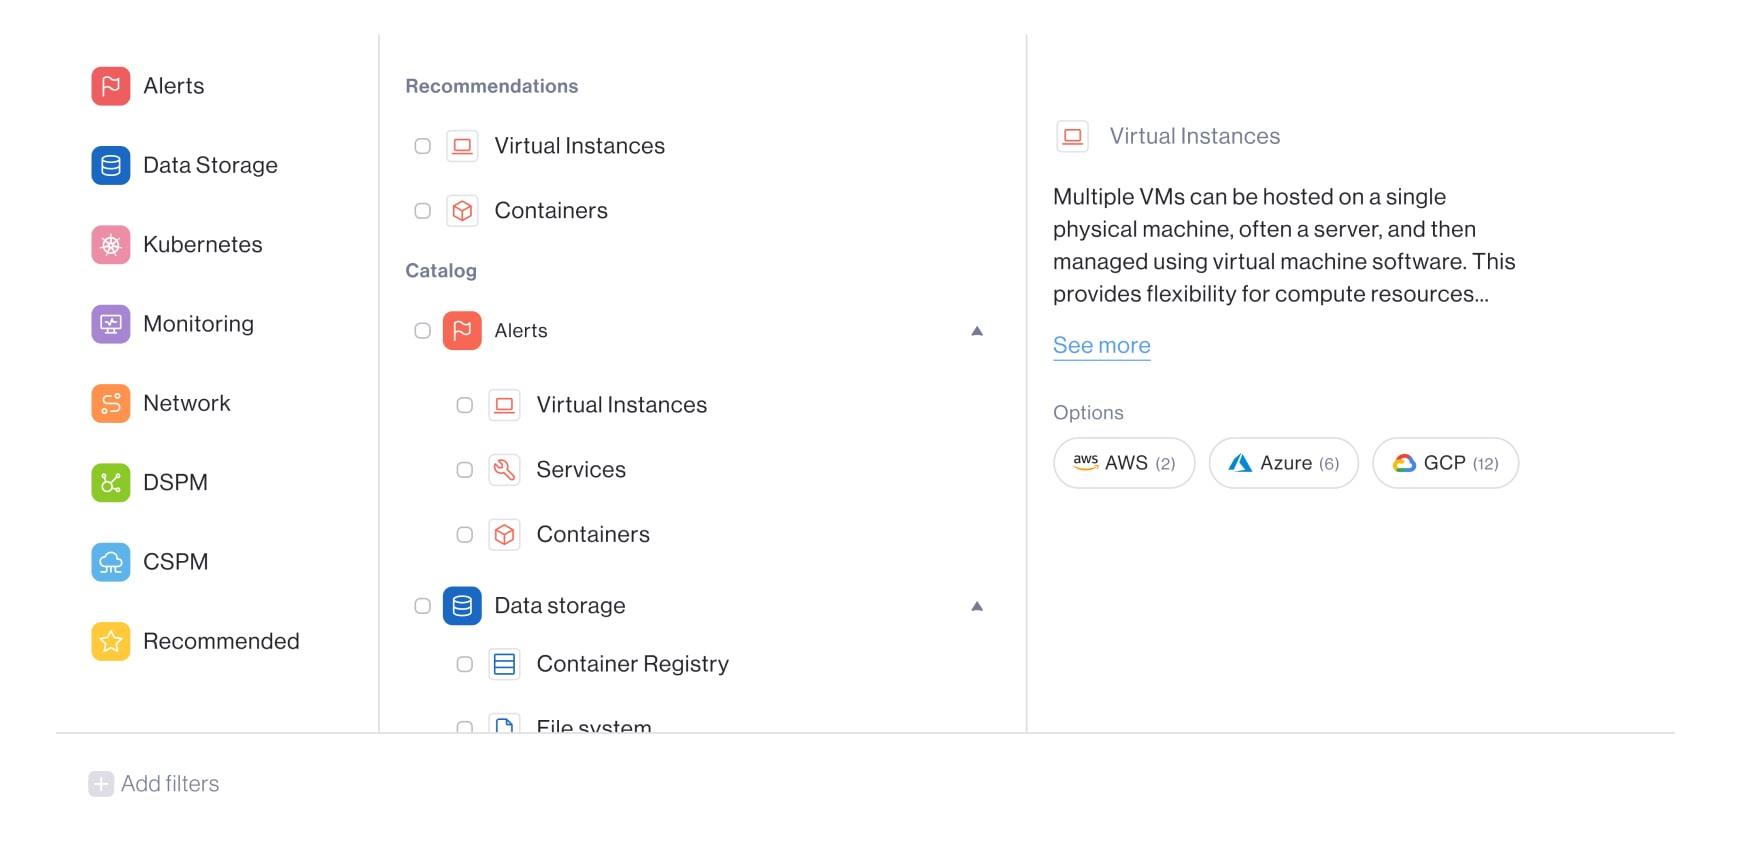 Alerts
Data Storage
Kubernetes
Monitoring
Network
DSPM
CSPM
Recommended
Recommendations
Virtual Instances
Containers
Catalog
Alerts
Virtual Instances
Services
Containers
Data storage
Container Registry
File system
Virtual Instances
Multiple VMs can be hosted on a single
physical machine, often a server, and then
managed using virtual machine software. This
provides flexibility for compute resources...
See more
Options
aws AWS (2)
Azure (6)
GCP (12)
Add filters